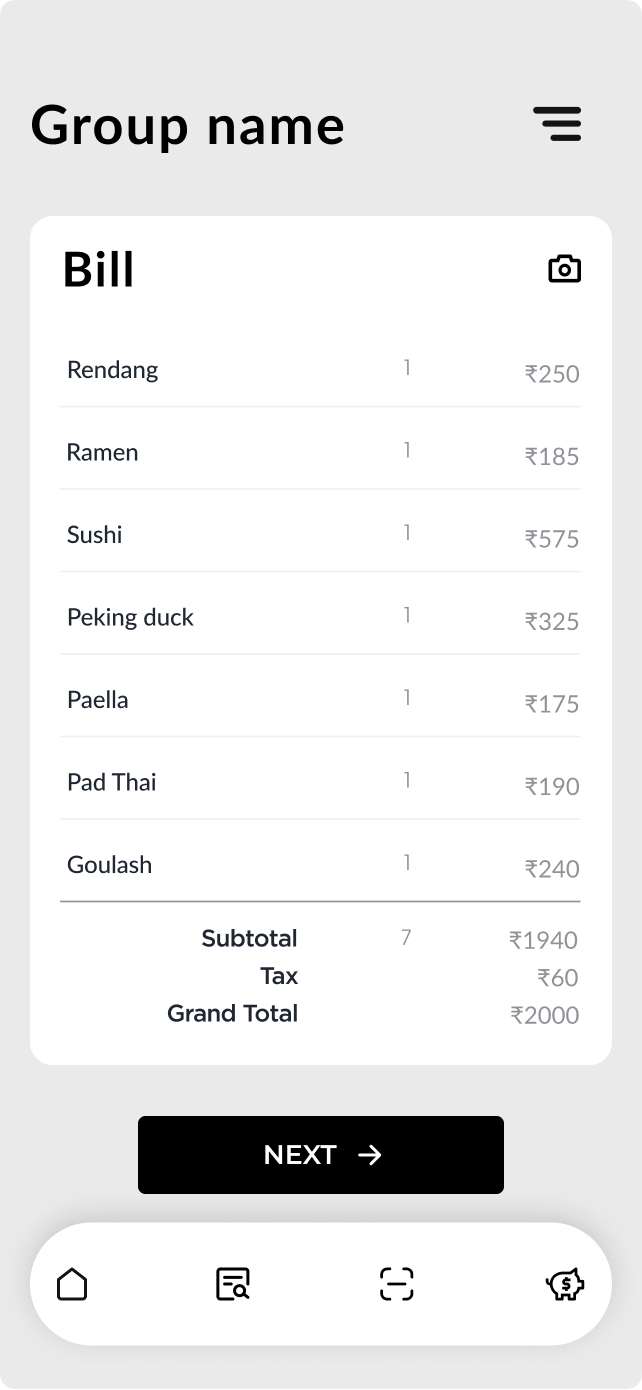 Group name
Bill
Rendang 1 ₹250
Ramen 1 ₹185
Sushi 1 ₹575
Peking duck 1 ₹325
Paella 1 ₹175
Pad Thai 1 ₹190
Goulash 1 ₹240
Subtotal 7 ₹1940
Tax ₹60
Grand Total ₹2000
NEXT →
$